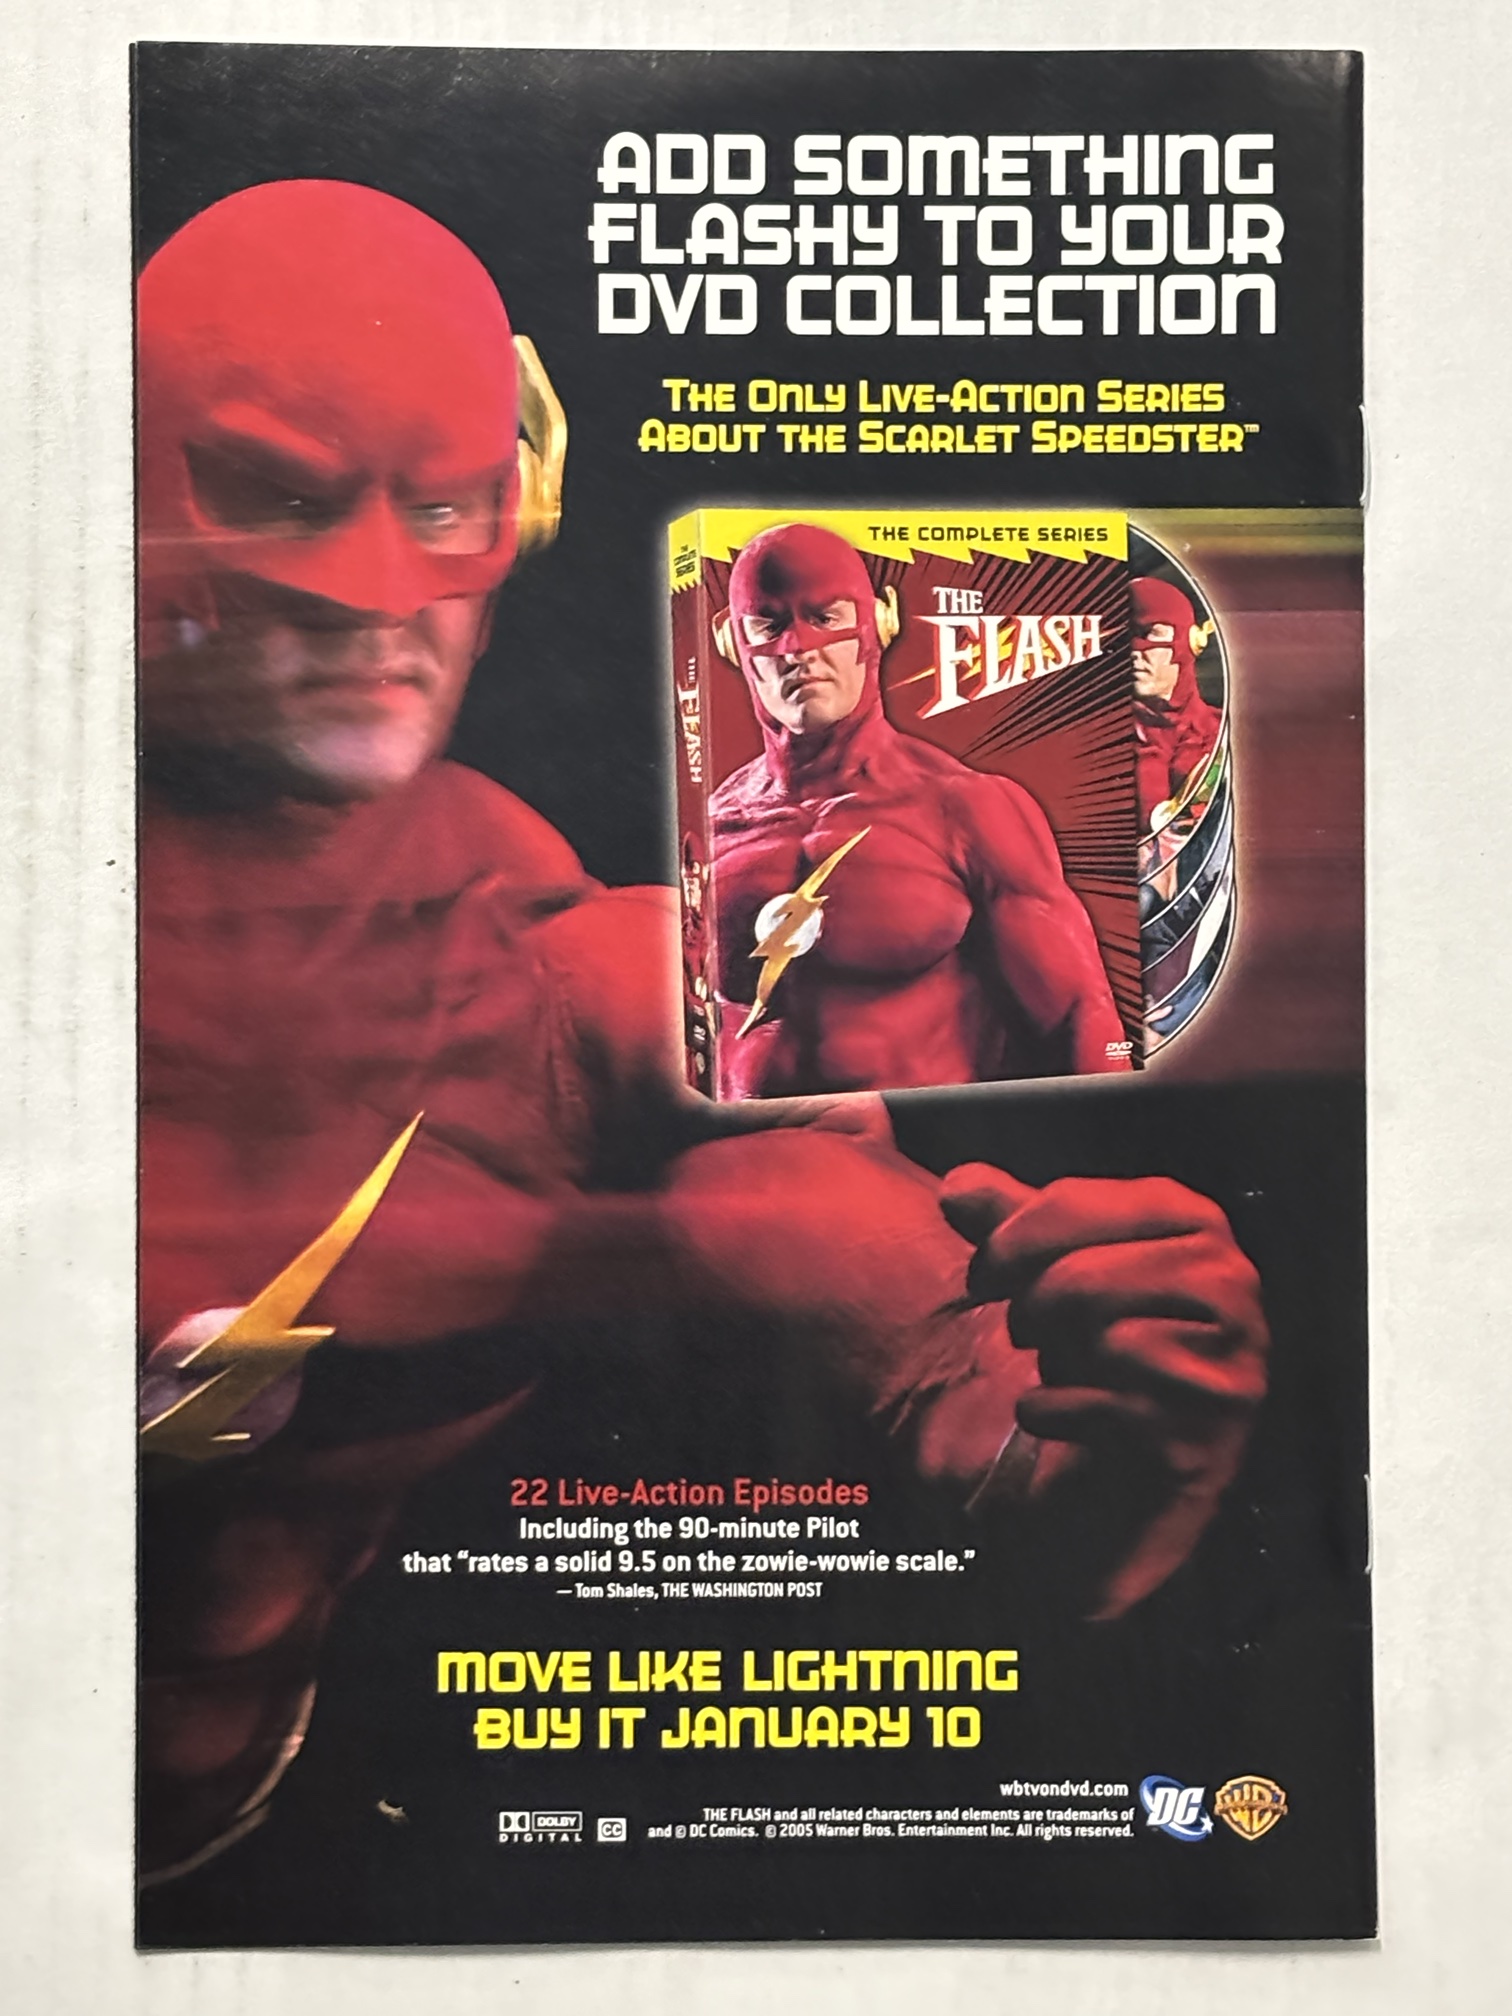 ADD SOMETHING
FLASHY TO YOUR
DVD COLLECTION
THE ONLY LIVE-ACTION SERIES
ABOUT THE SCARLET SPEEDSTER™
THE COMPLETE SERIES
THE
FLASH
THE FLASH
DVD
22 Live-Action Episodes
Including the 90-minute Pilot
that “rates a solid 9.5 on the zowie-wowie scale.”
— Tom Shales, THE WASHINGTON POST
MOVE LIKE LIGHTNING
BUY IT JANUARY 10
wbtvondvd.com
DOLBY
DIGITAL
CC
THE FLASH and all related characters and elements are trademarks of
and © DC Comics. © 2005 Warner Bros. Entertainment Inc. All rights reserved.
DC
WB